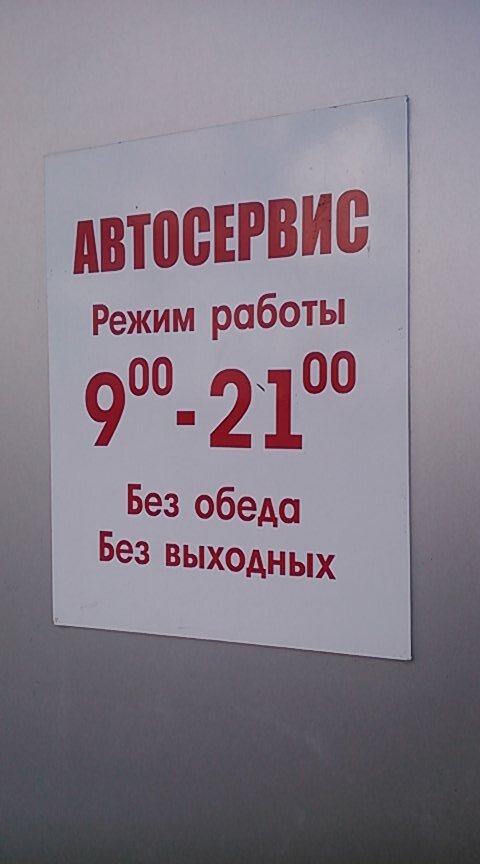 АВТОСЕРВИС
Режим работы
9⁰⁰-21⁰⁰
Без обеда
Без выходных